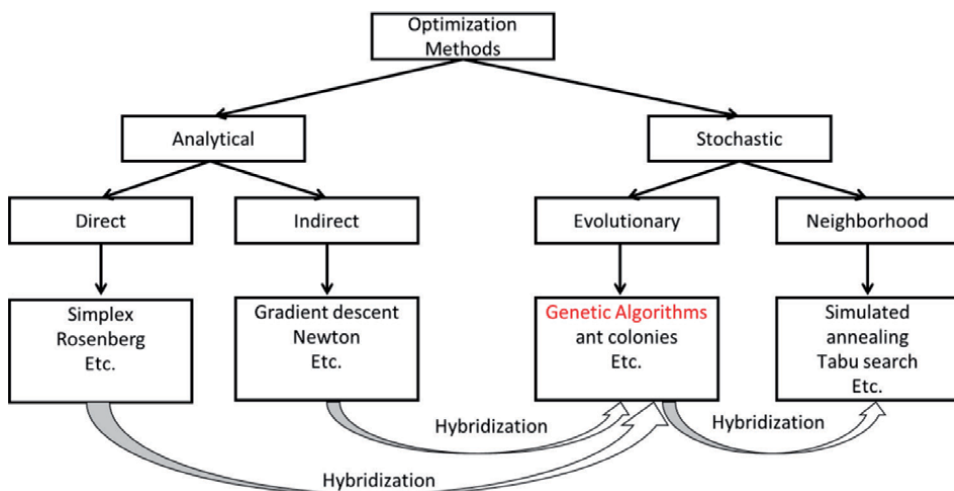 Optimization
Methods
Analytical
Stochastic
Direct
Indirect
Evolutionary
Neighborhood
Simplex
Rosenberg
Etc.
Gradient descent
Newton
Etc.
Genetic Algorithms
ant colonies
Etc.
Simulated
annealing
Tabu search
Etc.
Hybridization
Hybridization
Hybridization